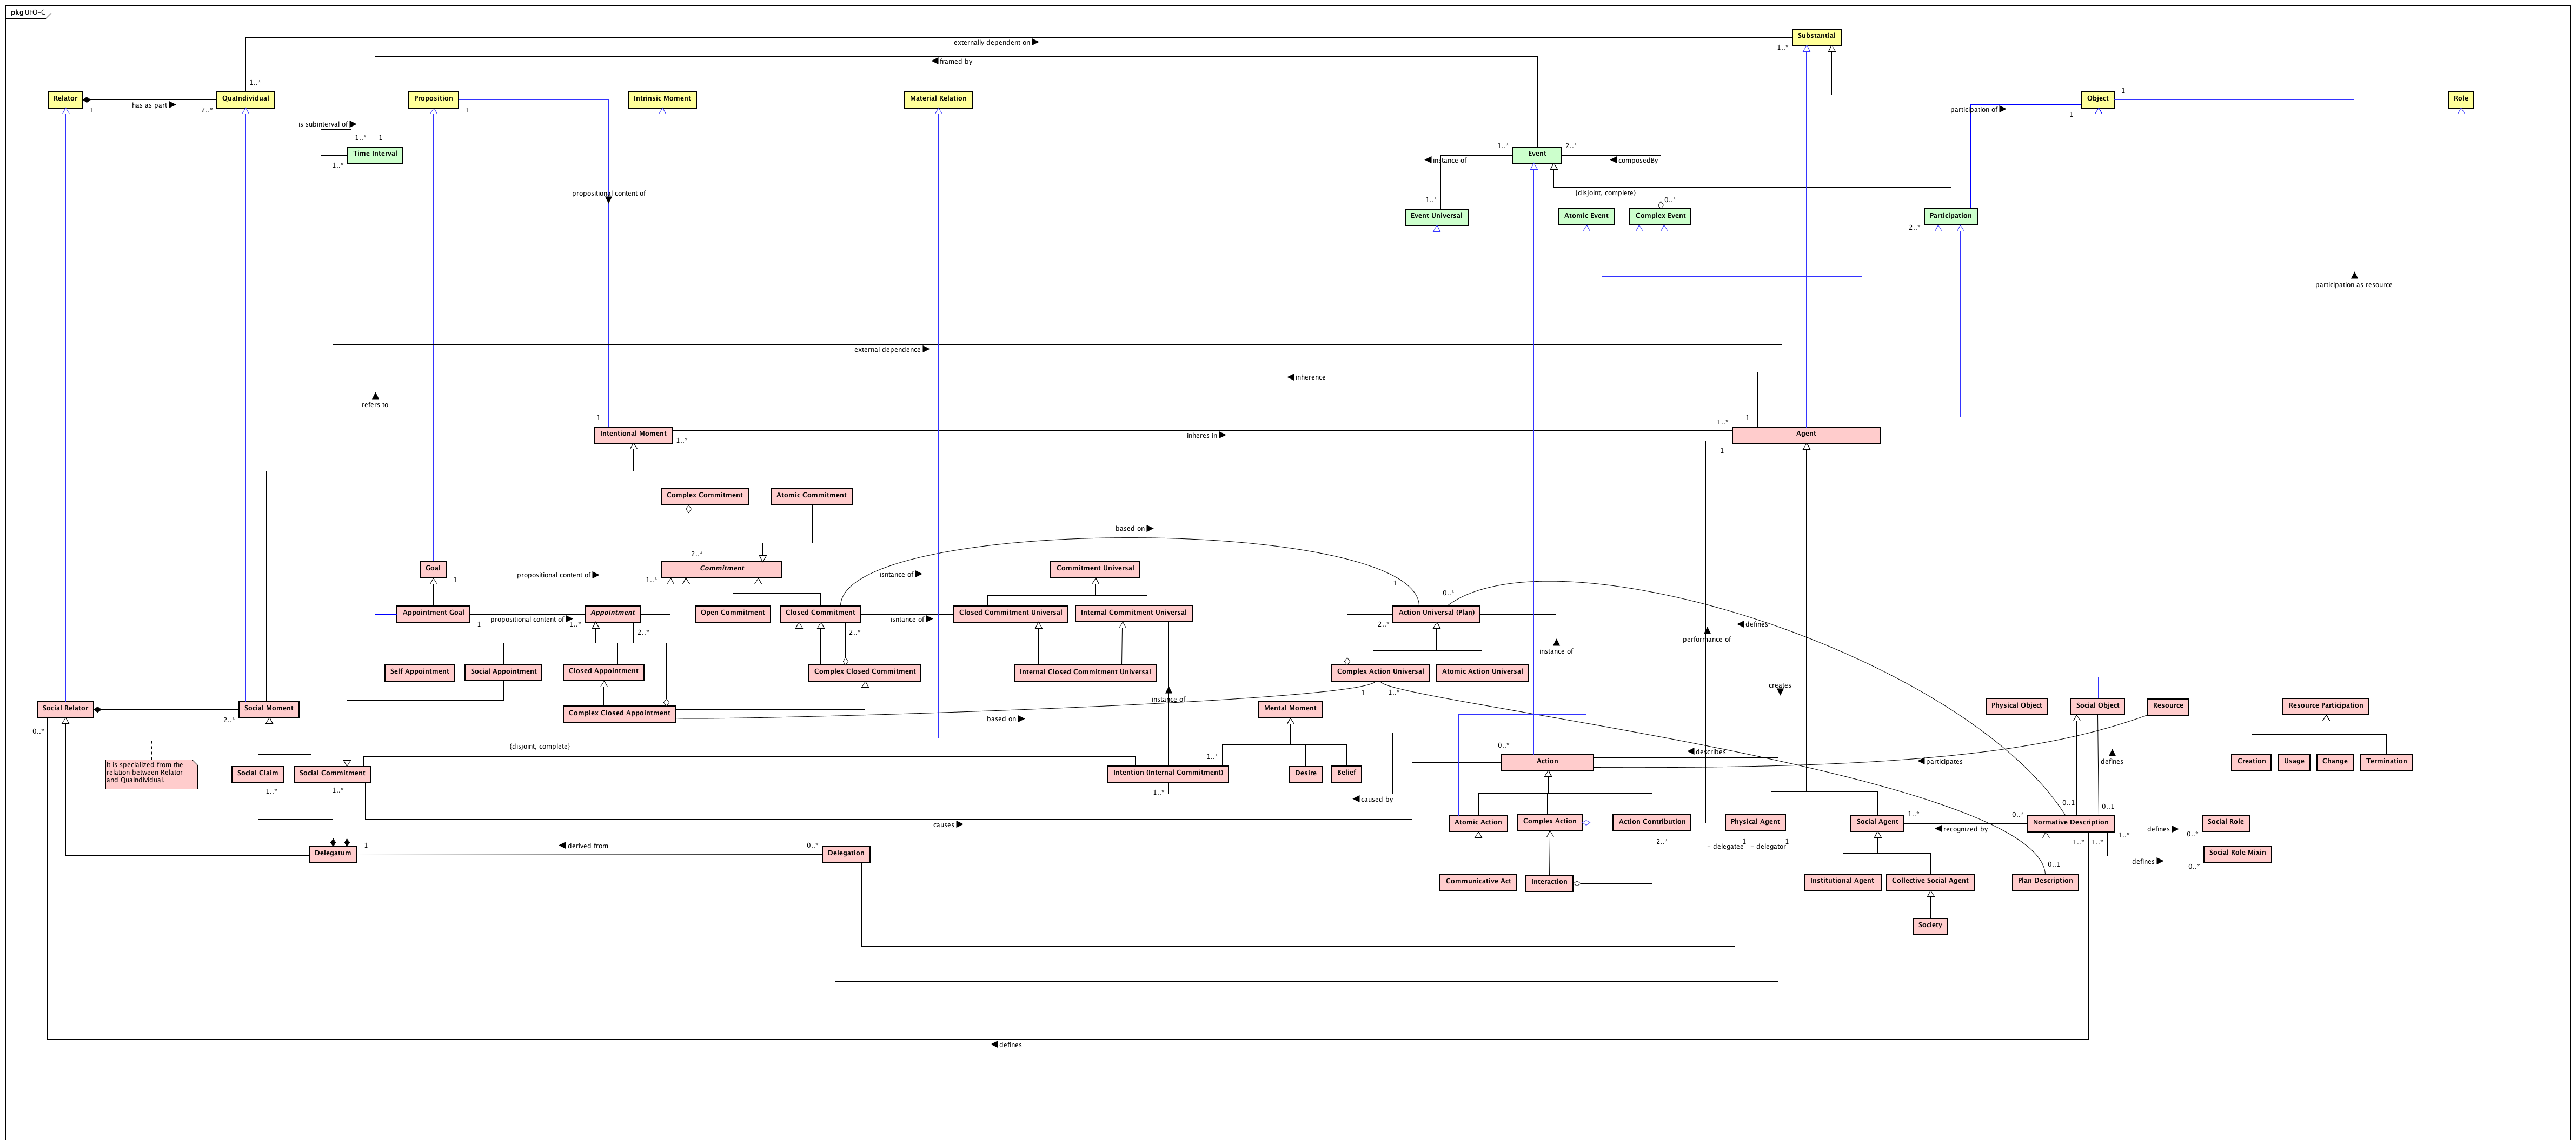 pkg UFO-C
Substantial
externally dependent on
1..*
framed by
1..*
Relator
QuaIndividual
Proposition
Intrinsic Moment
Material Relation
Object
Role
1
has as part
2..*
1
1
participation of
1
is subinterval of
1..*
1
1..*
Time Interval
1..*
Event
2..*
instance of
composedBy
(disjoint, complete)
propositional content of
1..*
0..*
Event Universal
Atomic Event
Complex Event
Participation
2..*
participation as resource
external dependence
inherence
refers to
1
1..*
1
Intentional Moment
1..*
inheres in
Agent
1
Complex Commitment
Atomic Commitment
based on
2..*
Goal
Commitment
Commitment Universal
1
propositional content of
1..*
isntance of
1
0..*
Appointment Goal
Appointment
Open Commitment
Closed Commitment
Closed Commitment Universal
Internal Commitment Universal
Action Universal (Plan)
1
propositional content of
1..*
2..*
2..*
isntance of
2..*
defines
performance of
instance of
Self Appointment
Social Appointment
Closed Appointment
Complex Closed Commitment
Internal Closed Commitment Universal
Complex Action Universal
Atomic Action Universal
creates
instance of
1
1..*
Social Relator
Social Moment
Complex Closed Appointment
Mental Moment
Physical Object
Social Object
Resource
Resource Participation
2..*
based on
0..*
(disjoint, complete)
0..*
describes
1..*
defines
It is specialized from the
relation between Relator
and QuaIndividual.
participates
Action
Creation
Usage
Change
Termination
Social Claim
Social Commitment
Intention (Internal Commitment)
Desire
Belief
1..*
1..*
1..*
caused by
0..1
0..1
causes
Atomic Action
Complex Action
Action Contribution
Physical Agent
Social Agent
1..*
0..*
Normative Description
Social Role
recognized by
1..*
defines
0..*
2..*
1
1
1..*
1..*
- delegatee
- delegator
1
derived from
0..*
Delegatum
Delegation
Social Role Mixin
defines
0..*
0..1
Communicative Act
Interaction
Institutional Agent
Collective Social Agent
Plan Description
Society
defines